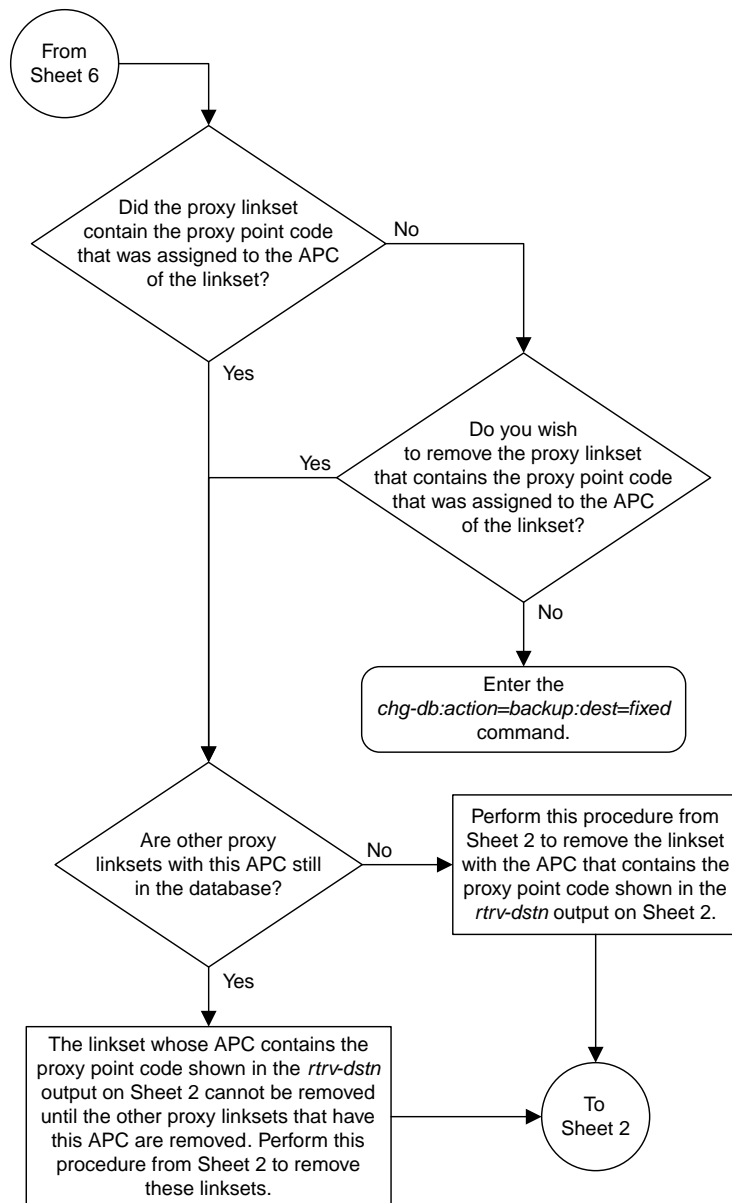 From
Sheet 6
Did the proxy linkset
contain the proxy point code
that was assigned to the APC
of the linkset?
No
Yes
Do you wish
to remove the proxy linkset
that contains the proxy point code
that was assigned to the APC
of the linkset?
Yes
No
Enter the
chg-db:action=backup:dest=fixed
command.
Are other proxy
linksets with this APC still
in the database?
No
Perform this procedure from
Sheet 2 to remove the linkset
with the APC that contains the
proxy point code shown in the
rtrv-dstn output on Sheet 2.
Yes
The linkset whose APC contains the
proxy point code shown in the rtrv-dstn
output on Sheet 2 cannot be removed
until the other proxy linksets that have
this APC are removed. Perform this
procedure from Sheet 2 to remove
these linksets.
To
Sheet 2